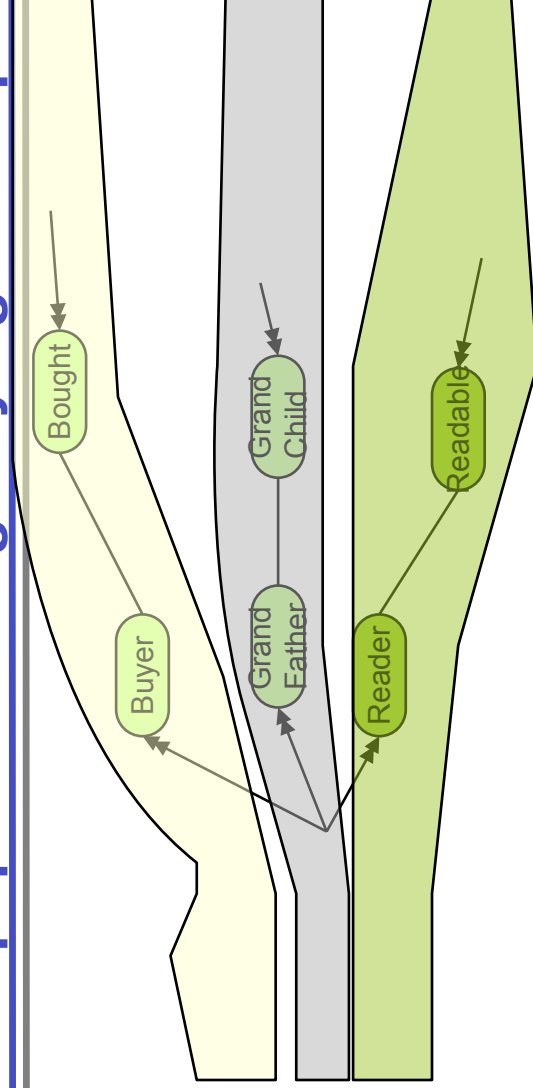 Bought
Grand
Child
Readable
Buyer
Grand
Father
Reader